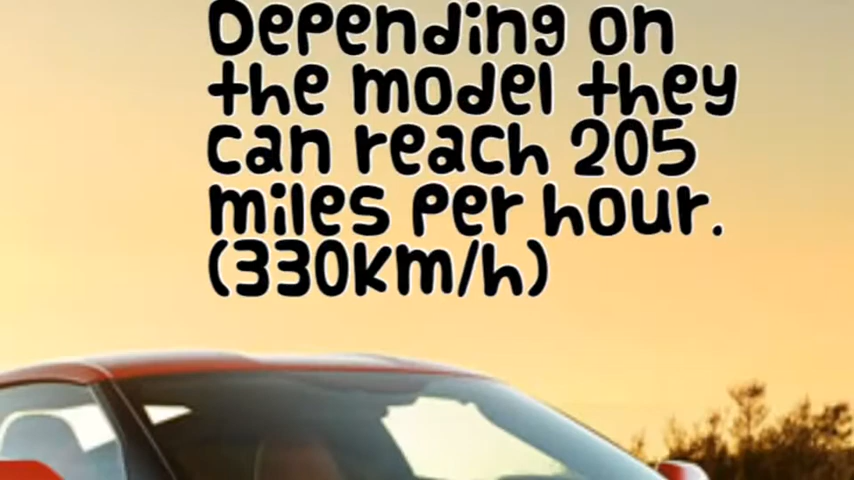 Depending on
the model they
can reach 205
miles per hour.
(330km/h)